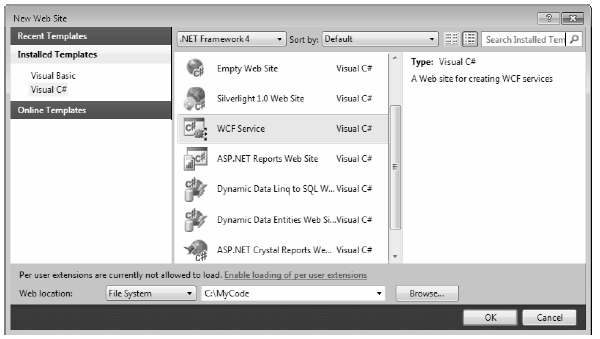 New Web Site
Recent Templates
Installed Templates
Visual Basic
Visual C#
Online Templates
.NET Framework 4
Sort by:
Default
Search Installed Tem
Empty Web Site Visual C#
Silverlight 1.0 Web Site Visual C#
WCF Service Visual C#
ASP.NET Reports Web Site Visual C#
Dynamic Data Linq to SQL W... Visual C#
Dynamic Data Entities Web Si...Visual C#
ASP.NET Crystal Reports We... Visual C#
Type: Visual C#
A Web site for creating WCF services
Per user extensions are currently not allowed to load. Enable loading of per user extensions
Web location: File System C:\MyCode Browse...
OK Cancel